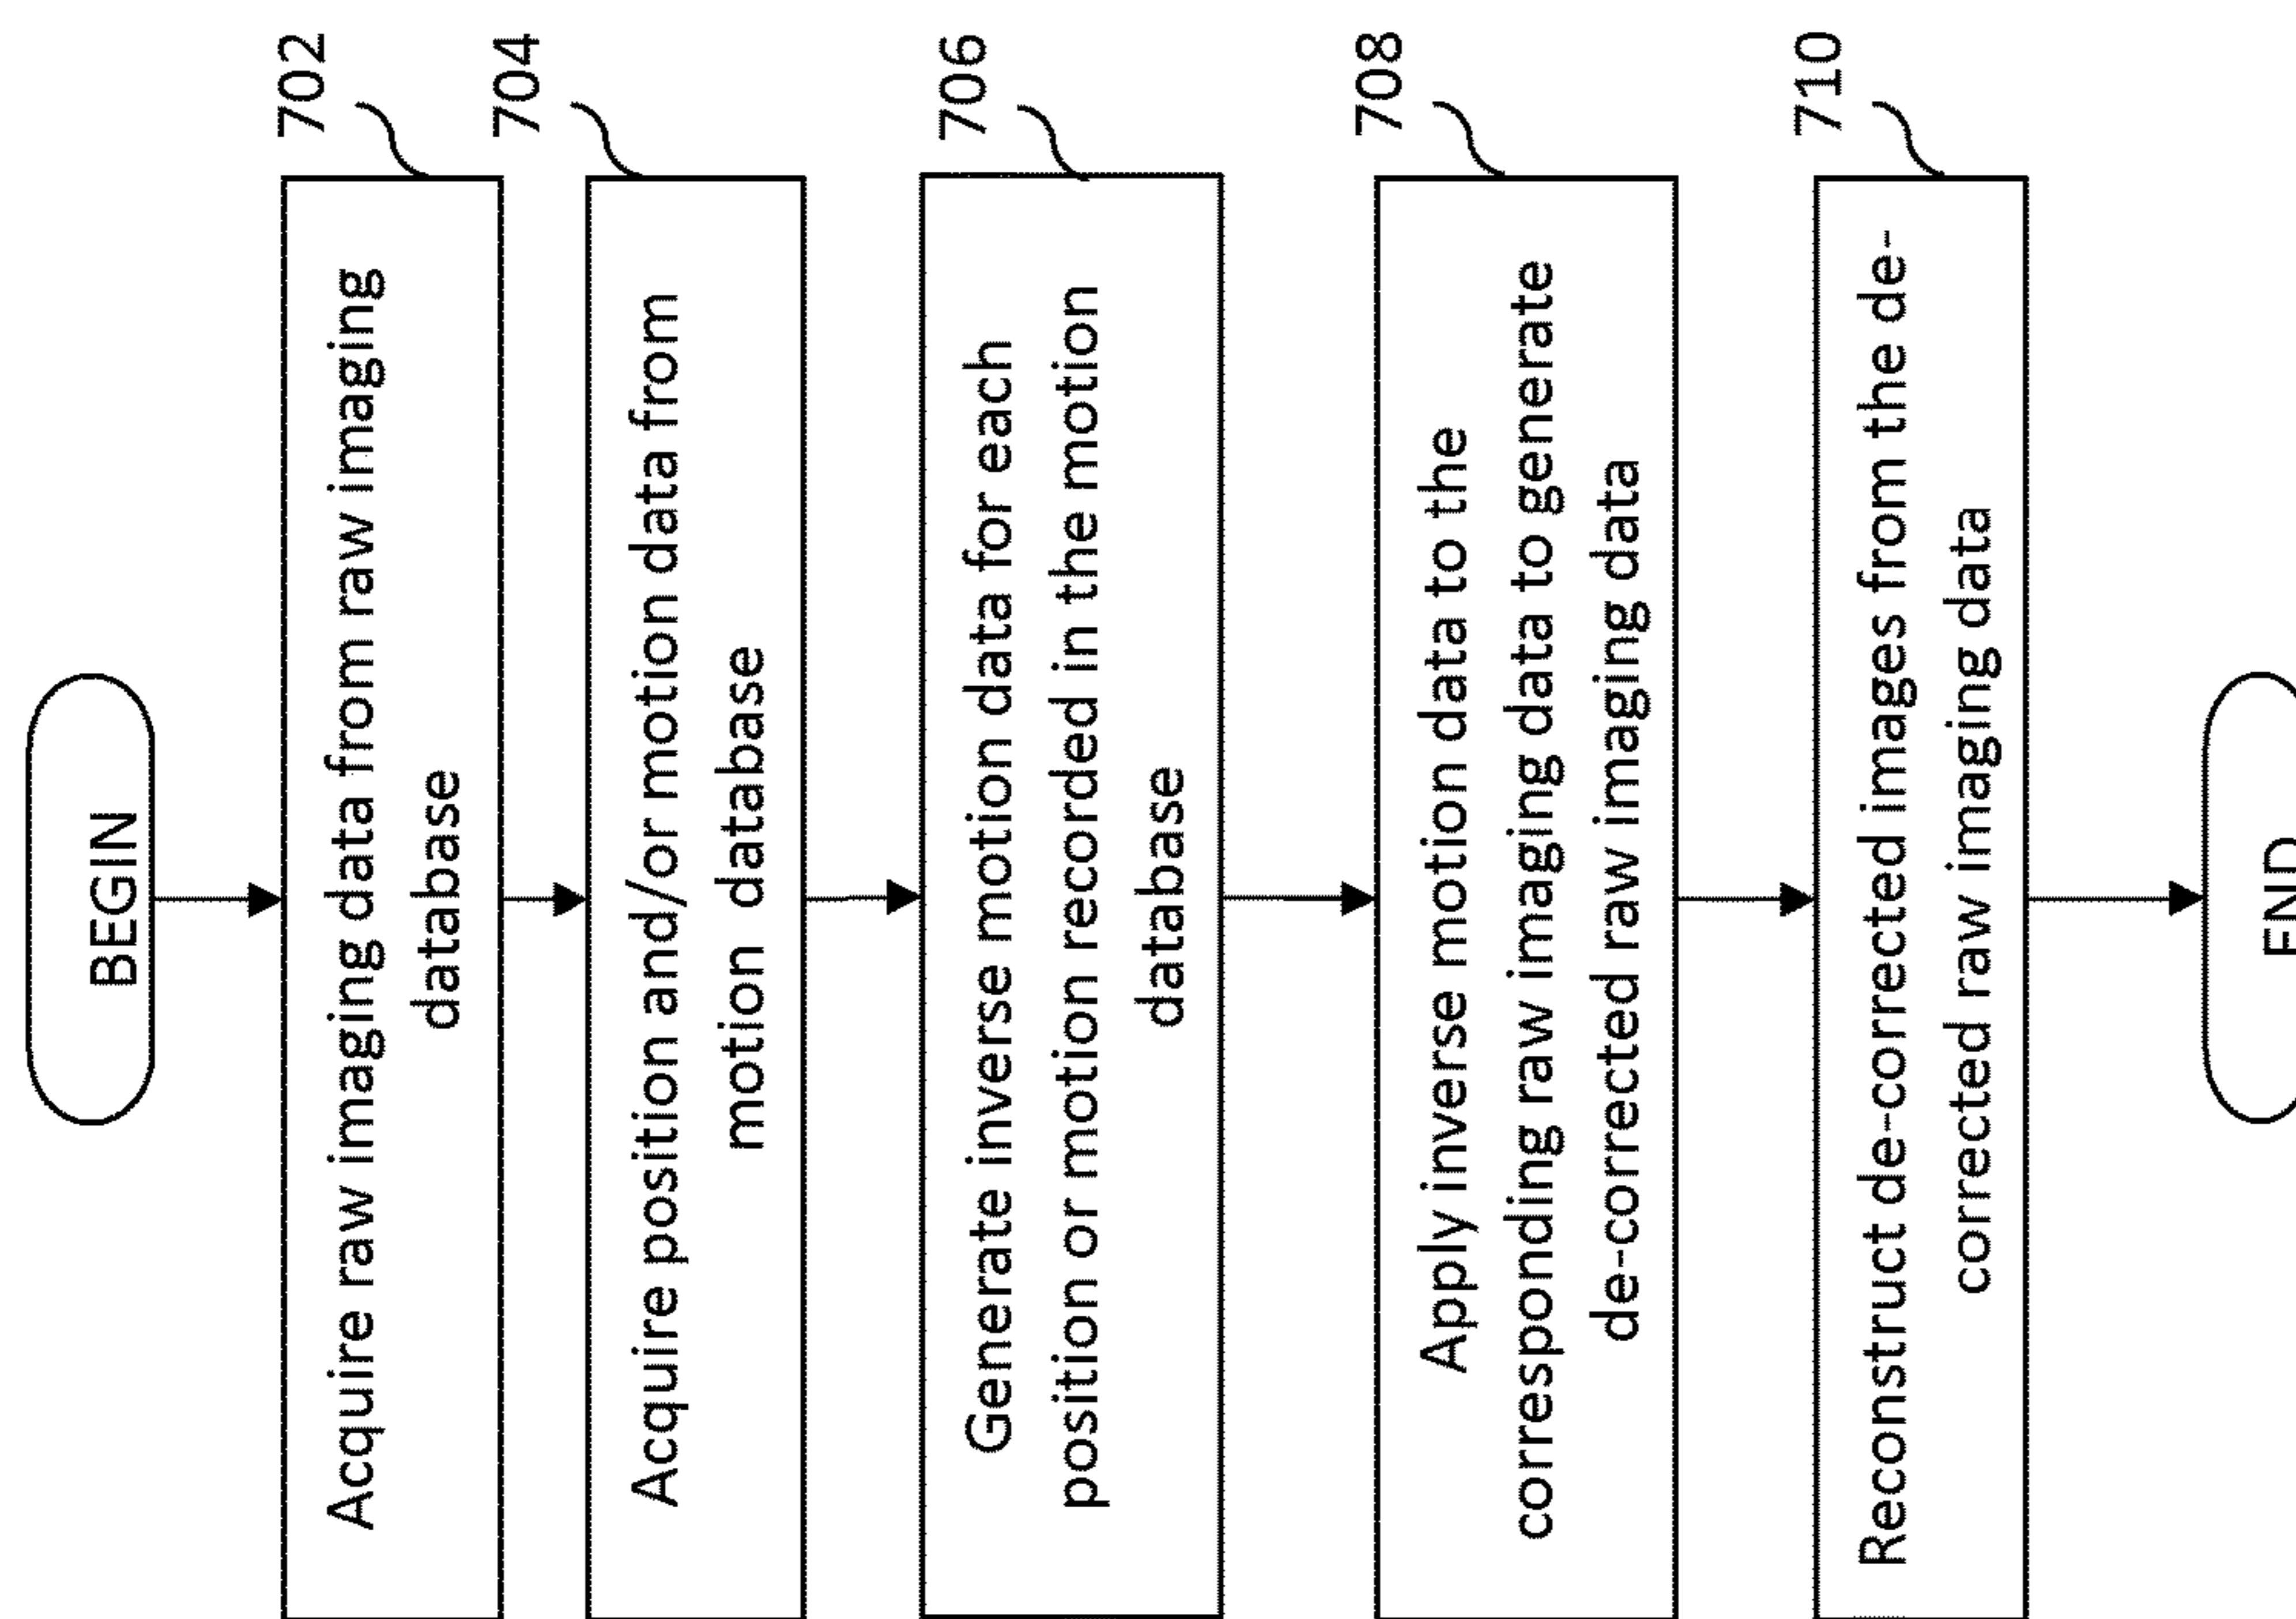 BEGIN
702
Acquire raw imaging data from raw imaging
database
704
Acquire position and/or motion data from
motion database
706
Generate inverse motion data for each
position or motion recorded in the motion
database
708
Apply inverse motion data to the
corresponding raw imaging data to generate
de-corrected raw imaging data
710
Reconstruct de-corrected images from the de-
corrected raw imaging data
END